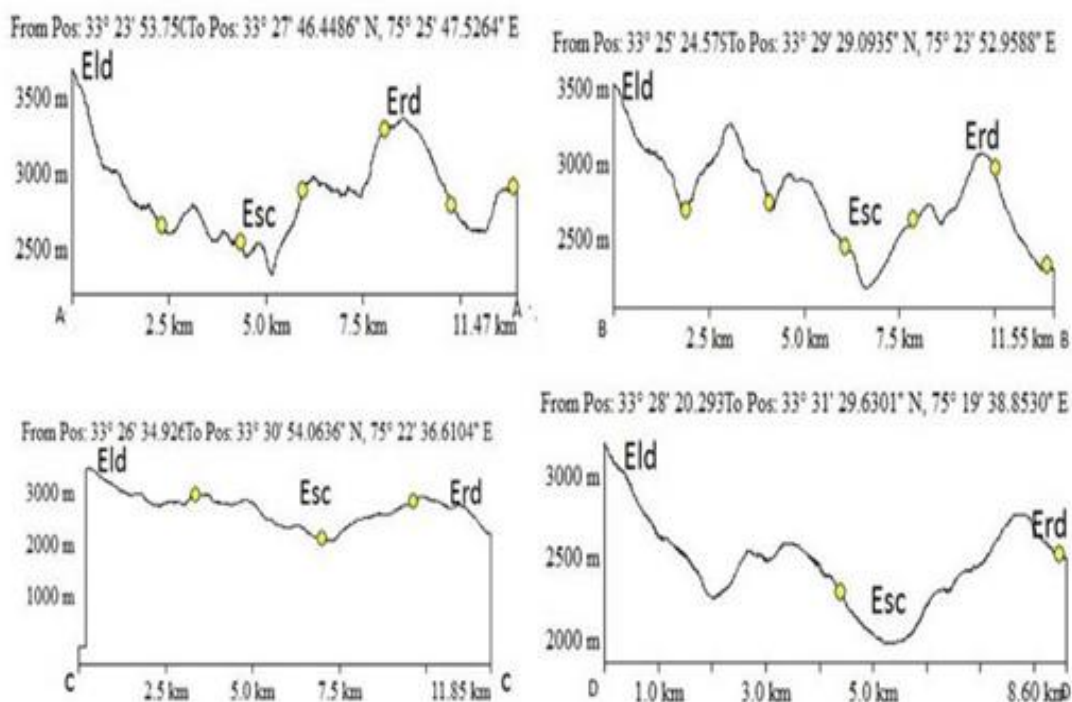 From Pos: 33° 23' 53.75(To Pos: 33° 27' 46.4486" N, 75° 25' 47.5264" E
Eld
3500 m
Erd
3000 m
Esc
2500 m
A
A
2.5 km
5.0 km
7.5 km
11.47 km
From Pos: 33° 25' 24.579To Pos: 33° 29' 29.0935" N, 75° 23' 52.9588" E
3500 m
Eld
Erd
3000 m
Esc
2500 m
B
2.5 km
5.0 km
7.5 km
11.55 km B
From Pos: 33° 26' 34.92To Pos: 33° 30' 54.0636" N, 75° 22' 36.6104" E
Eld
3000 m
Esc
Erd
2000 m
1000 m
C
2.5 km
5.0 km
7.5 km
11.85 km
C
From Pos: 33° 28' 20.293To Pos: 33° 31' 29.6301" N, 75° 19' 38.8530" E
Eld
3000 m
Erd
2500 m
Esc
2000 m
D
1.0 km
3.0 km
5.0 km
8.60 km
D